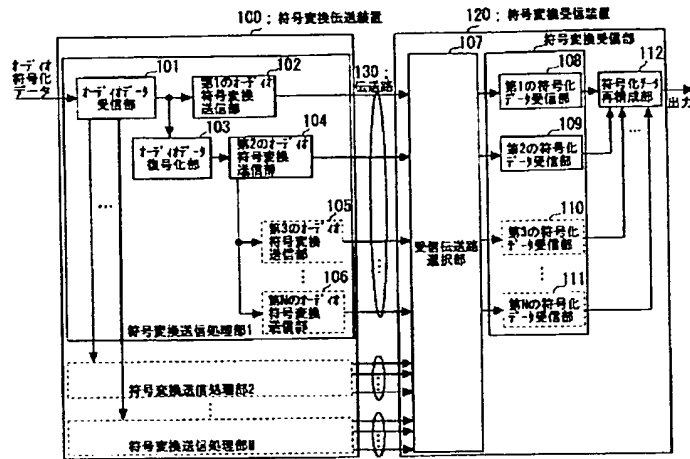 100：符号変換伝送装置
120：符号変換受信装置
オーディオ
符号化
データ
101
オーディオデータ
受信部
102
第1のオーディオ
符号変換
送信部
130：
伝送路
107
受信伝送路
選択部
符号変換受信部
108
第1の符号化
データ受信部
112
符号化データ
再構成部
出力
103
オーディオデータ
復号化部
104
第2のオーディオ
符号変換
送信部
109
第2の符号化
データ受信部
105
第3のオーディオ
符号変換
送信部
110
第3の符号化
データ受信部
106
第Nのオーディオ
符号変換
送信部
111
第Nの符号化
データ受信部
符号変換送信処理部1
符号変換送信処理部2
符号変換送信処理部M